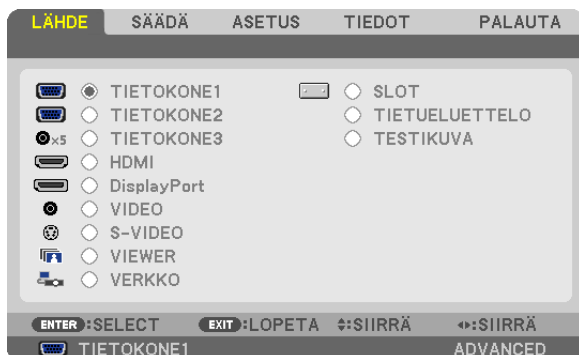 LÄHDE SÄÄDÄ ASETUS TIEDOT PALAUTA
TIETOKONE1 SLOT
TIETOKONE2 TIETUELUETTELO
×5 TIETOKONE3 TESTIKUVA
HDMI
DisplayPort
VIDEO
S-VIDEO
VIEWER
VERKKO
ENTER :SELECT EXIT :LOPETA :SIIRRÄ :SIIRRÄ
TIETOKONE1 ADVANCED